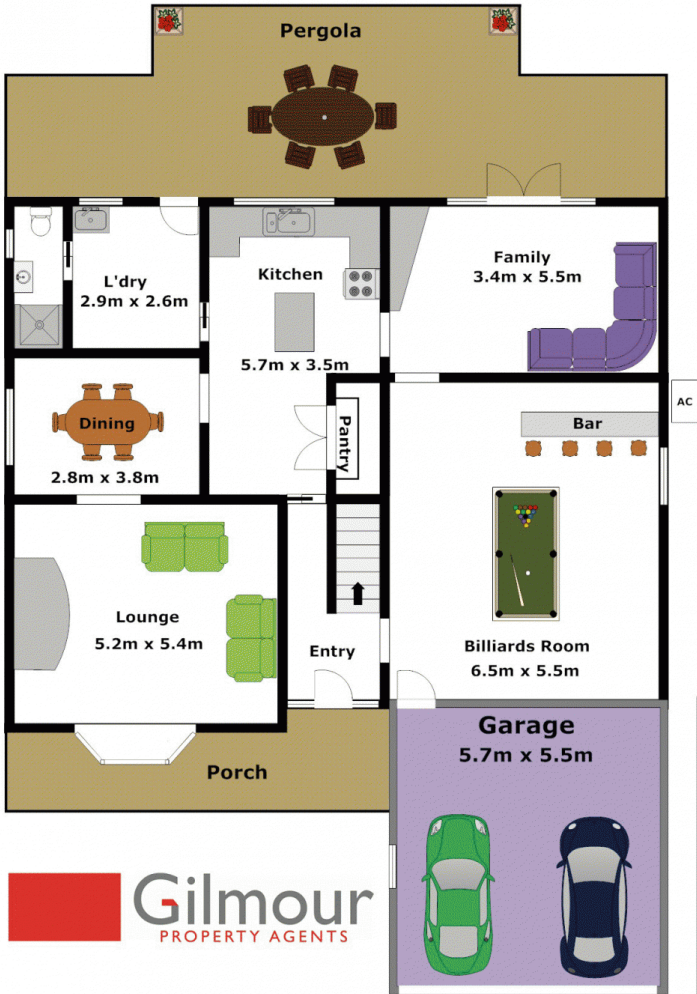 Pergola
L'dry
2.9m x 2.6m
Kitchen
5.7m x 3.5m
Family
3.4m x 5.5m
Dining
2.8m x 3.8m
Pantry
Bar
AC
Lounge
5.2m x 5.4m
Entry
Billiards Room
6.5m x 5.5m
Garage
5.7m x 5.5m
Porch
Gilmour
PROPERTY AGENTS